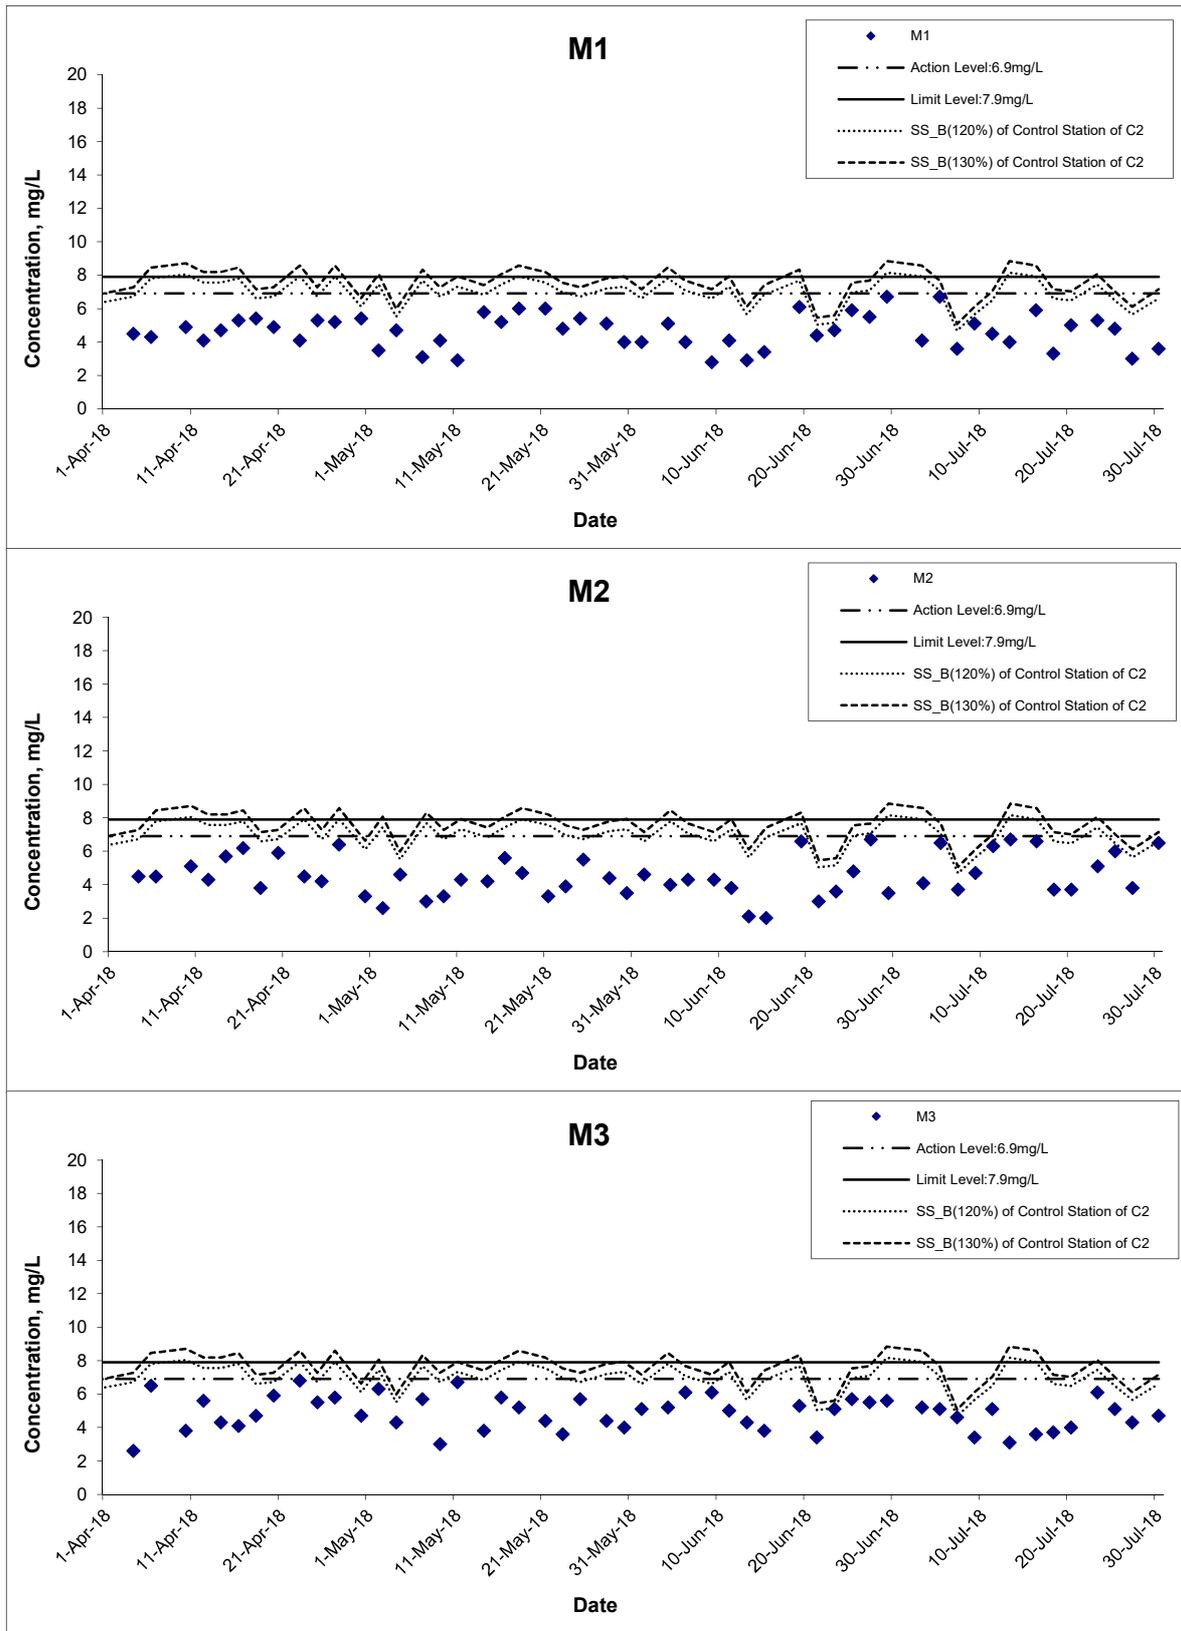 M1
M1
Action Level:6.9mg/L
Limit Level:7.9mg/L
SS_B(120%) of Control Station of C2
SS_B(130%) of Control Station of C2
Concentration, mg/L
20
18
16
14
12
10
8
6
4
2
0
1-Apr-18
11-Apr-18
21-Apr-18
1-May-18
11-May-18
21-May-18
31-May-18
10-Jun-18
20-Jun-18
30-Jun-18
10-Jul-18
20-Jul-18
30-Jul-18
Date
M2
M2
Action Level:6.9mg/L
Limit Level:7.9mg/L
SS_B(120%) of Control Station of C2
SS_B(130%) of Control Station of C2
Concentration, mg/L
20
18
16
14
12
10
8
6
4
2
0
1-Apr-18
11-Apr-18
21-Apr-18
1-May-18
11-May-18
21-May-18
31-May-18
10-Jun-18
20-Jun-18
30-Jun-18
10-Jul-18
20-Jul-18
30-Jul-18
Date
M3
M3
Action Level:6.9mg/L
Limit Level:7.9mg/L
SS_B(120%) of Control Station of C2
SS_B(130%) of Control Station of C2
Concentration, mg/L
20
18
16
14
12
10
8
6
4
2
0
1-Apr-18
11-Apr-18
21-Apr-18
1-May-18
11-May-18
21-May-18
31-May-18
10-Jun-18
20-Jun-18
30-Jun-18
10-Jul-18
20-Jul-18
30-Jul-18
Date